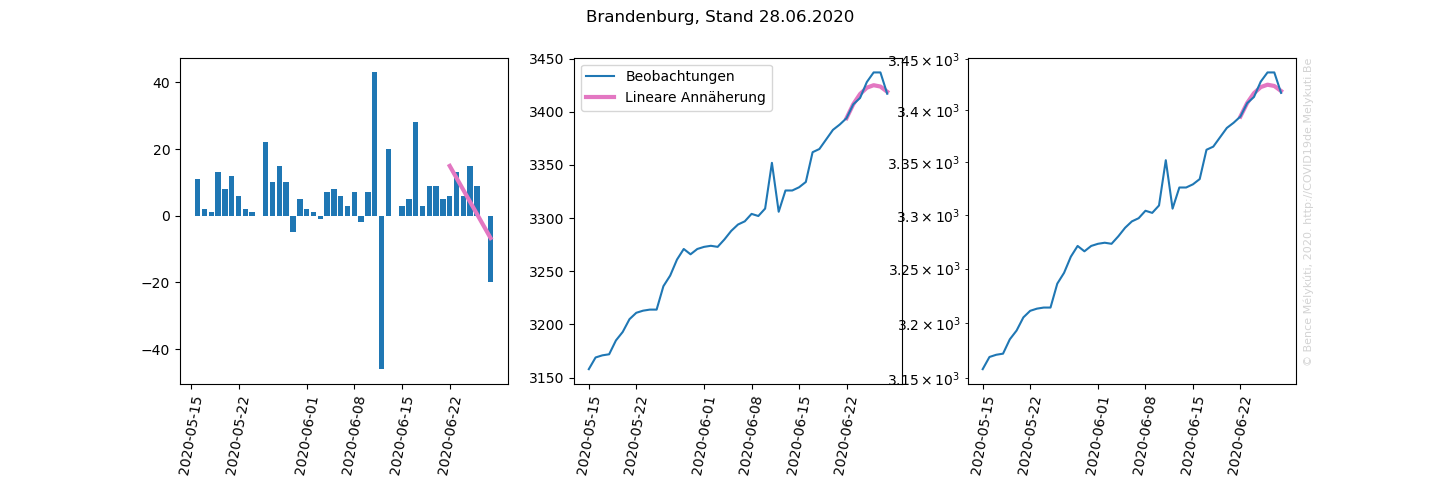 Brandenburg, Stand 28.06.2020
40
20
0
−20
−40
2020-05-15
2020-05-22
2020-06-01
2020-06-08
2020-06-15
2020-06-22
3450
3400
3350
3300
3250
3200
3150
Beobachtungen
Lineare Annäherung
2020-05-15
2020-05-22
2020-06-01
2020-06-08
2020-06-15
2020-06-22
3.45 × 10³
3.4 × 10³
3.35 × 10³
3.3 × 10³
3.25 × 10³
3.2 × 10³
3.15 × 10³
2020-05-15
2020-05-22
2020-06-01
2020-06-08
2020-06-15
2020-06-22
© Bence Mélykúti, 2020. http://COVID19de.Melykuti.Be